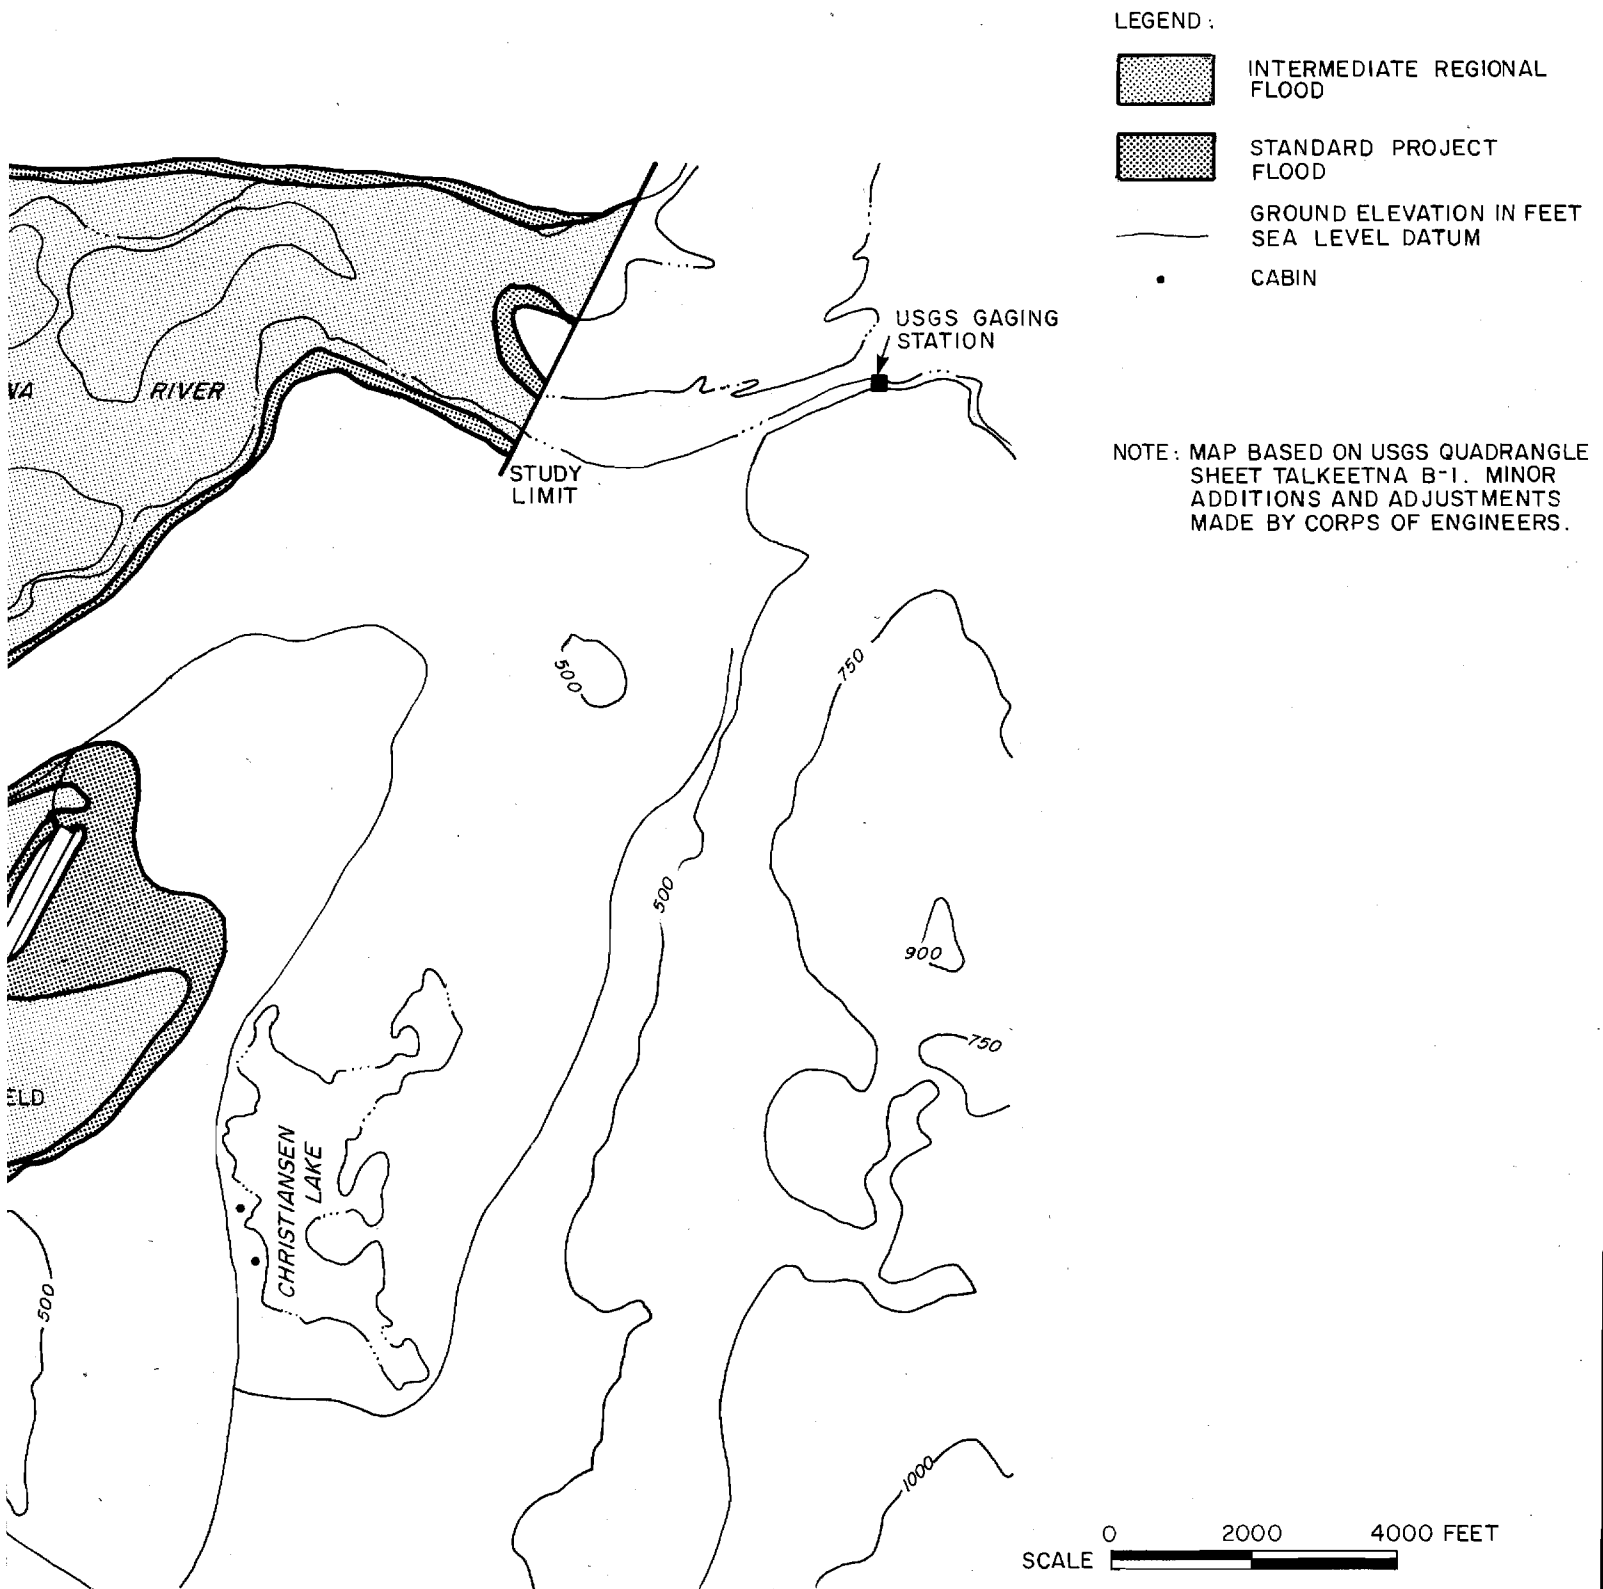 LEGEND:
INTERMEDIATE REGIONAL
FLOOD
STANDARD PROJECT
FLOOD
GROUND ELEVATION IN FEET
SEA LEVEL DATUM
CABIN
USGS GAGING
STATION
NA
RIVER
STUDY
LIMIT
NOTE: MAP BASED ON USGS QUADRANGLE
SHEET TALKEETNA B-1. MINOR
ADDITIONS AND ADJUSTMENTS
MADE BY CORPS OF ENGINEERS.
500
750
500
900
750
ELD
CHRISTIANSEN
LAKE
500
1000
0 2000 4000 FEET
SCALE